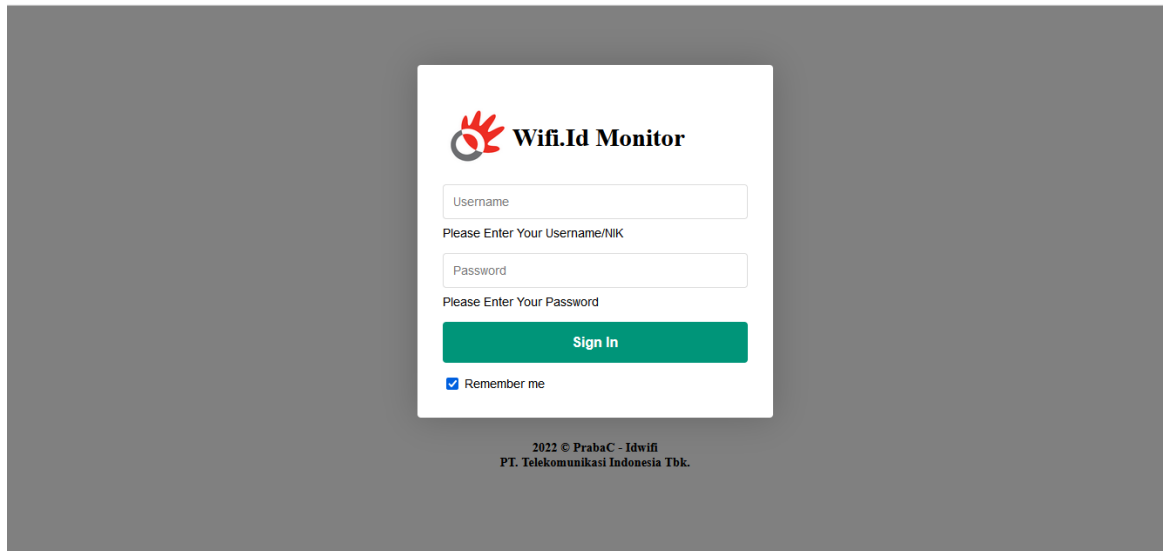 Wifi.Id Monitor
Username
Please Enter Your Username/NIK
Password
Please Enter Your Password
Sign In
Remember me
2022 © PrabaC - Idwifi
PT. Telekomunikasi Indonesia Tbk.